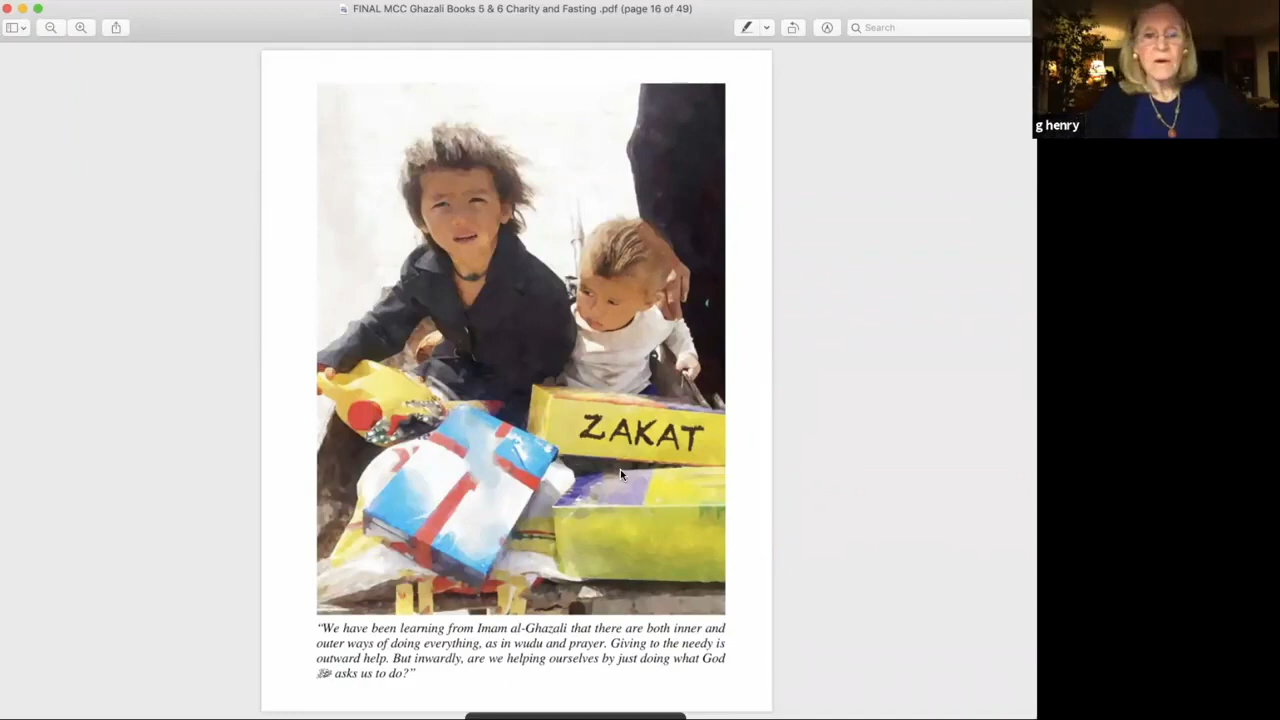 FINAL MCC Ghazali Books 5 & 6 Charity and Fasting .pdf (page 16 of 49)
Search
g henry
ZAKAT
“We have been learning from Imam al-Ghazali that there are both inner and
outer ways of doing everything, as in wudu and prayer. Giving to the needy is
outward help. But inwardly, are we helping ourselves by just doing what God
asks us to do?”